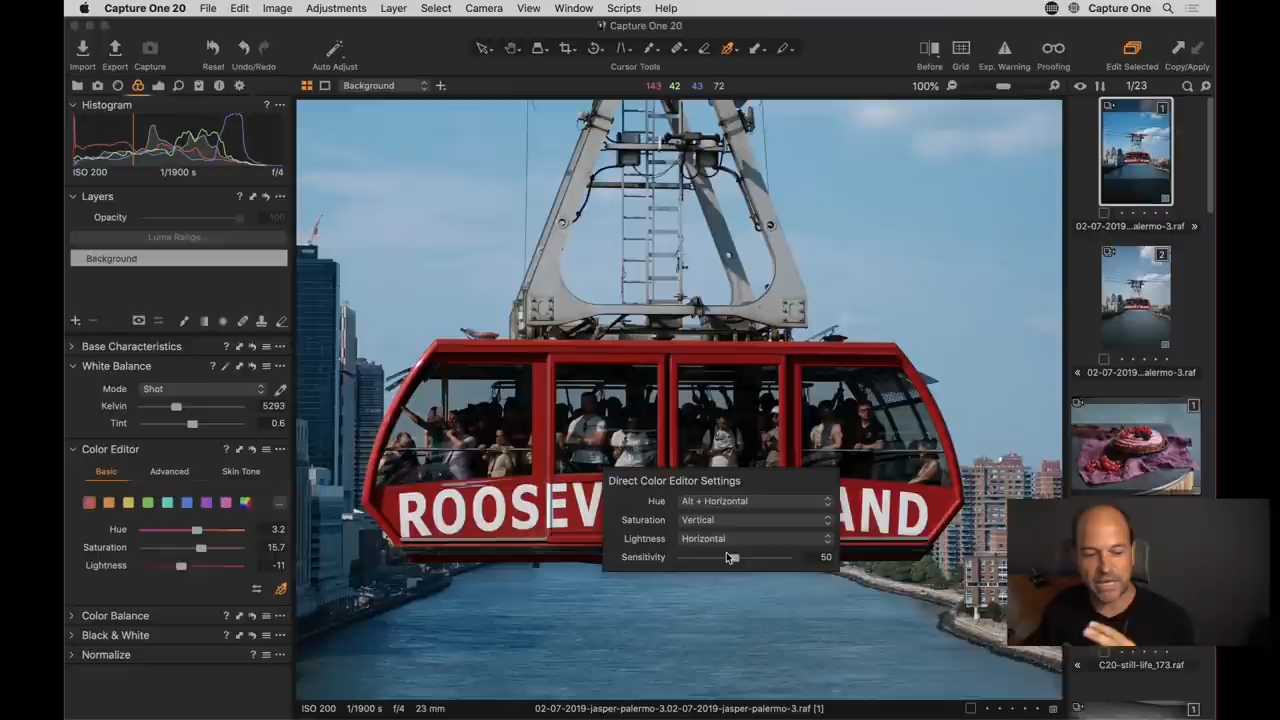 Capture One 20 File Edit Image Adjustments Layer Select Camera View Window Scripts Help Capture One
Capture One 20
Import Export Capture Reset Undo/Redo Auto Adjust Cursor Tools Before Grid Exp. Warning Proofing Edit Selected Copy/Apply
Background 143 42 43 72 100% 1/23
Histogram
ISO 200 1/1900 s f/4
Layers
Opacity 100
Luma Range...
Background
Base Characteristics
White Balance
Mode Shot
Kelvin 5293
Tint 0.6
Color Editor
Basic Advanced Skin Tone
Hue 3.2
Saturation 15.7
Lightness -11
Color Balance
Black & White
Normalize
ROOSEV AND
Direct Color Editor Settings
Hue Alt + Horizontal
Saturation Vertical
Lightness Horizontal
Sensitivity 50
1
02-07-2019...alermo-3.raf
2
02-07-2019...alermo-3.raf
1
C20-still-life_173.raf
1
ISO 200 1/1900 s f/4 23 mm 02-07-2019-jasper-palermo-3.02-07-2019-jasper-palermo-3.raf [1]